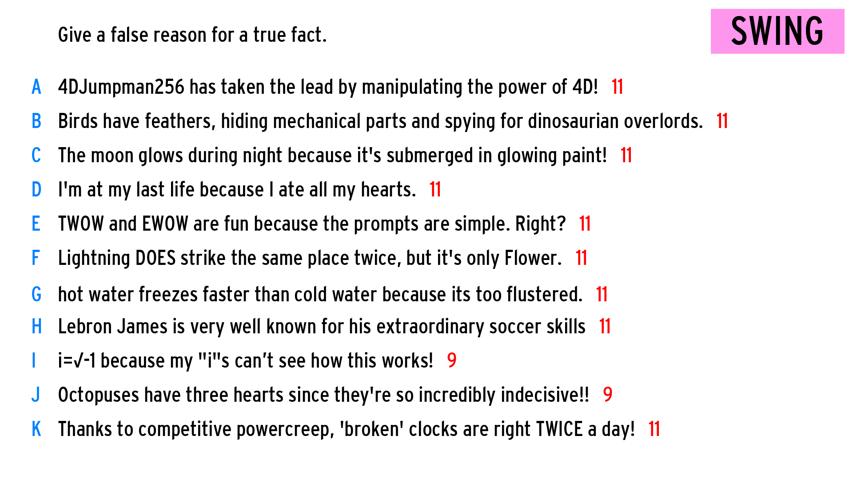 Give a false reason for a true fact.
SWING
A 4DJumpman256 has taken the lead by manipulating the power of 4D! 11
B Birds have feathers, hiding mechanical parts and spying for dinosaurian overlords. 11
C The moon glows during night because it's submerged in glowing paint! 11
D I'm at my last life because I ate all my hearts. 11
E TWOW and EWOW are fun because the prompts are simple. Right? 11
F Lightning DOES strike the same place twice, but it's only Flower. 11
G hot water freezes faster than cold water because its too flustered. 11
H Lebron James is very well known for his extraordinary soccer skills 11
I i=√-1 because my "i"s can’t see how this works! 9
J Octopuses have three hearts since they're so incredibly indecisive!! 9
K Thanks to competitive powercreep, 'broken' clocks are right TWICE a day! 11